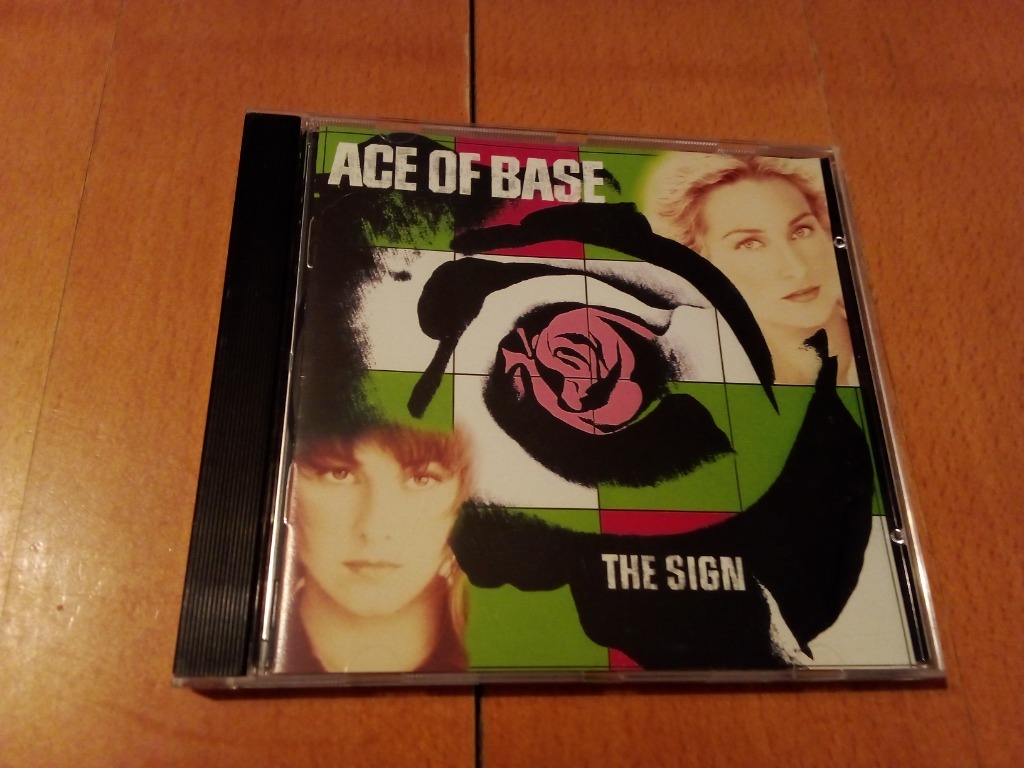 ACE OF BASE
THE SIGN